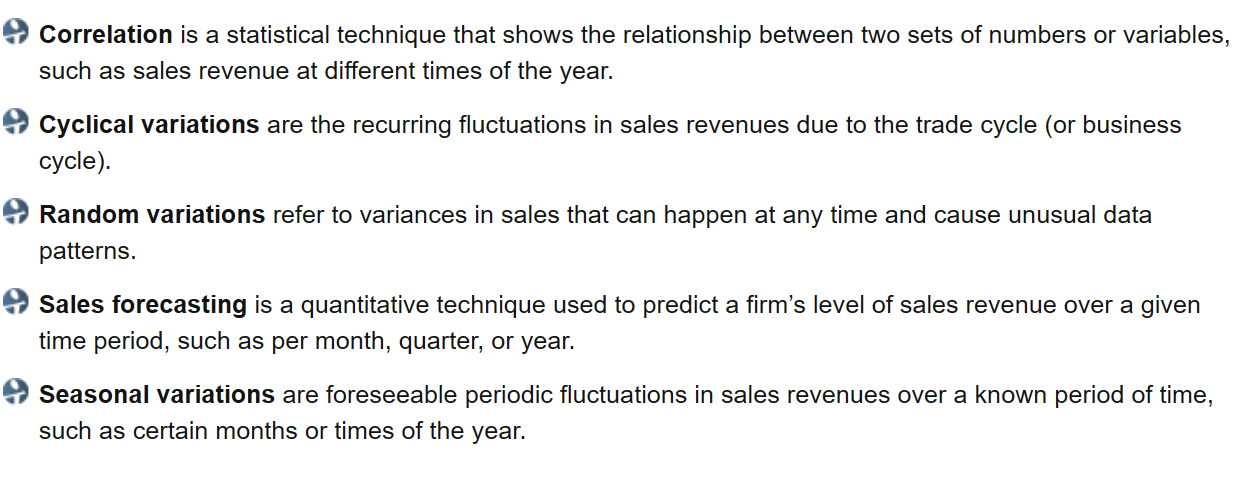 Correlation is a statistical technique that shows the relationship between two sets of numbers or variables,
such as sales revenue at different times of the year.
Cyclical variations are the recurring fluctuations in sales revenues due to the trade cycle (or business
cycle).
Random variations refer to variances in sales that can happen at any time and cause unusual data
patterns.
Sales forecasting is a quantitative technique used to predict a firm’s level of sales revenue over a given
time period, such as per month, quarter, or year.
Seasonal variations are foreseeable periodic fluctuations in sales revenues over a known period of time,
such as certain months or times of the year.